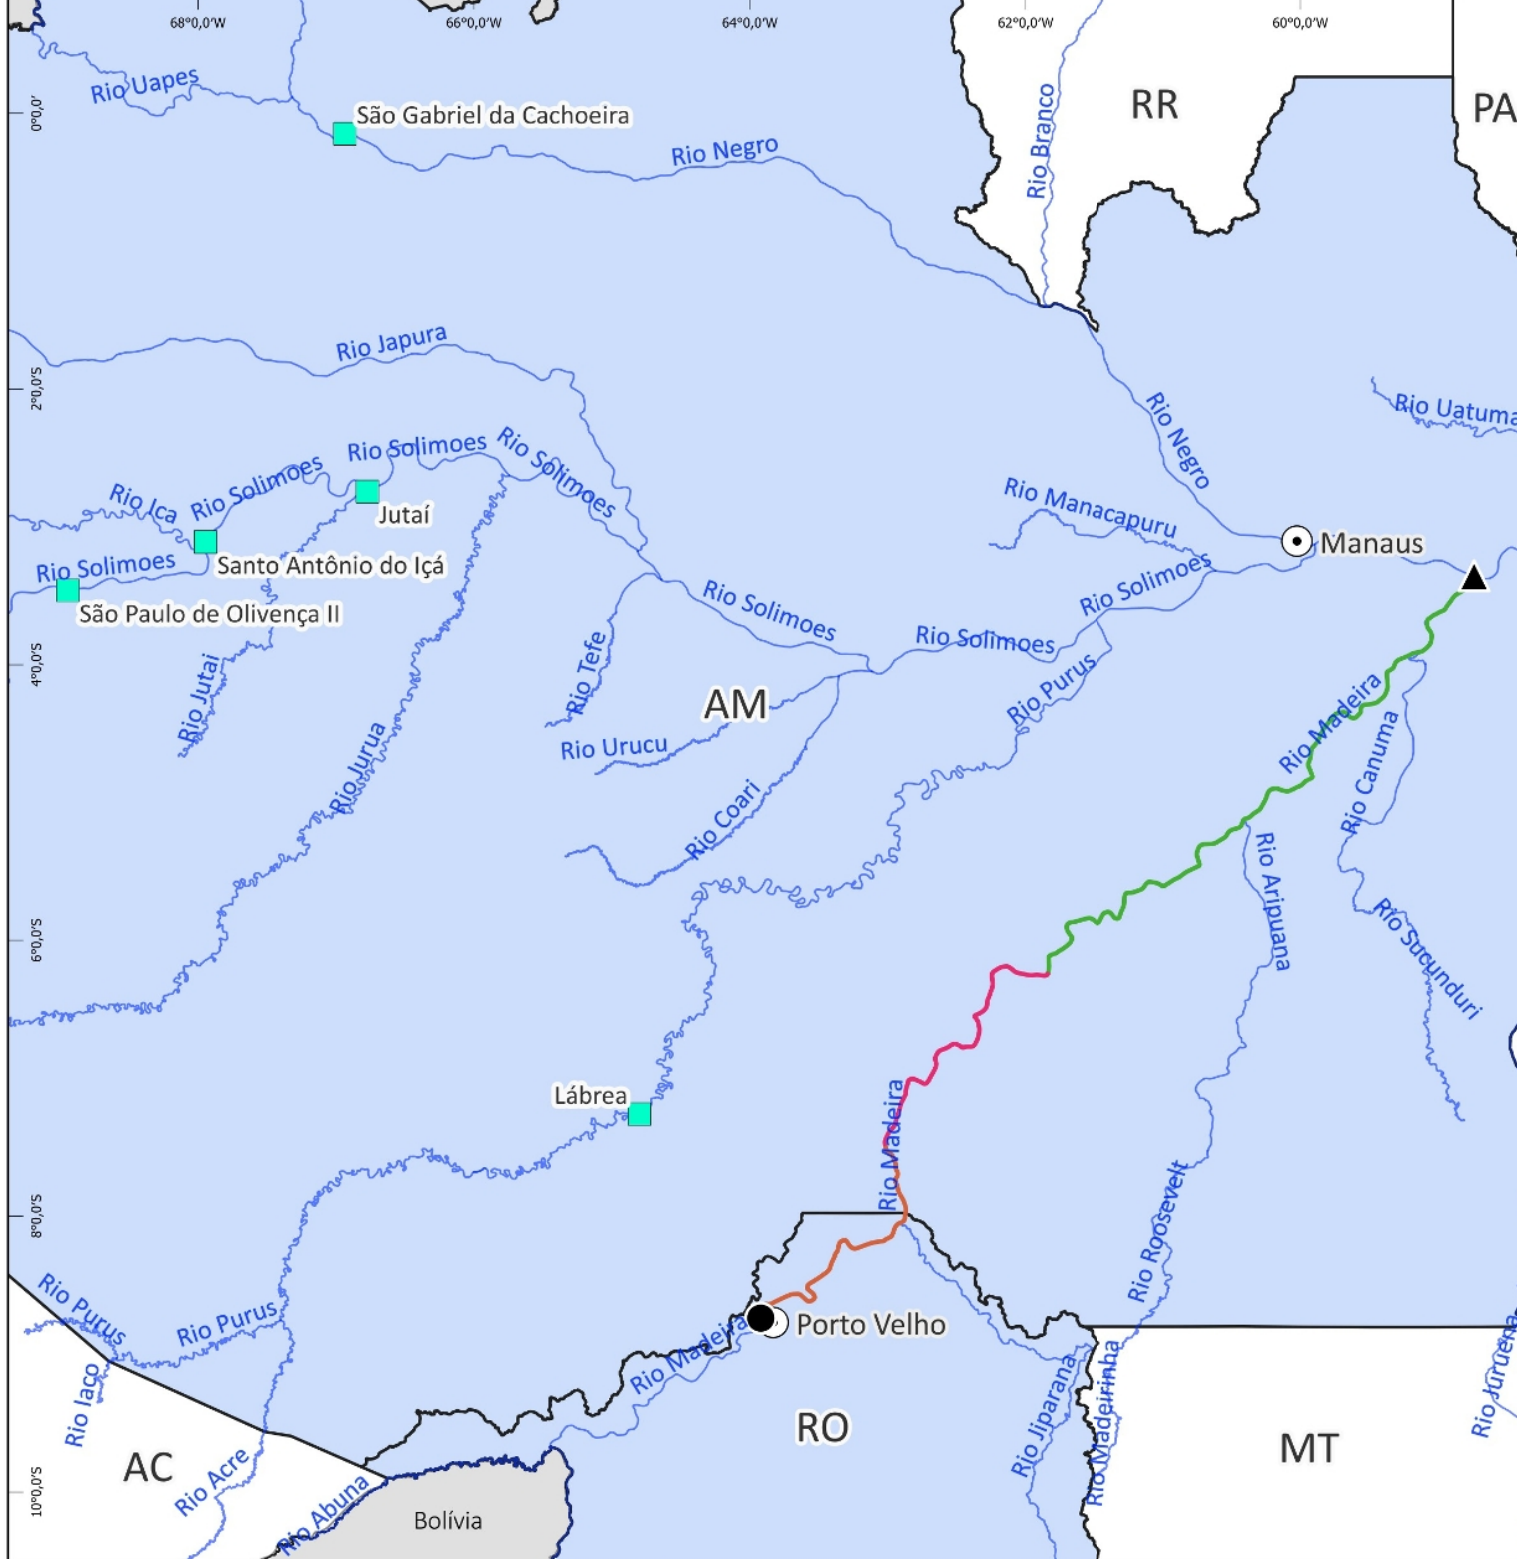 68°0,0'W
66°0,0'W
64°0,0'W
62°0,0'W
60°0,0'W
0°0,0'
2°0,0'S
4°0,0'S
6°0,0'S
8°0,0'S
10°0,0'S
Rio Uapes
São Gabriel da Cachoeira
Rio Negro
Rio Branco
RR
PA
Rio Japura
Rio Uatuma
Rio Negro
Rio Solimoes
Rio Solimoes
Rio Solimoes
Rio Ica
Jutaí
Rio Manacapuru
Manaus
Rio Solimoes
Santo Antônio do Içá
São Paulo de Olivença II
Rio Solimoes
Rio Solimoes
Rio Solimoes
Rio Jutai
Rio Tefe
AM
Rio Purus
Rio Madeira
Rio Urucu
Rio Jurua
Rio Coari
Rio Canuma
Rio Aripuana
Rio Sucunduri
Lábrea
Rio Madeira
Rio Roosevelt
Rio Purus
Rio Purus
Porto Velho
Rio Madeira
Rio Iaco
Rio Jiparana
Rio Madeirinha
Rio Juruena
AC
RO
MT
Rio Acre
Rio Abuna
Bolívia